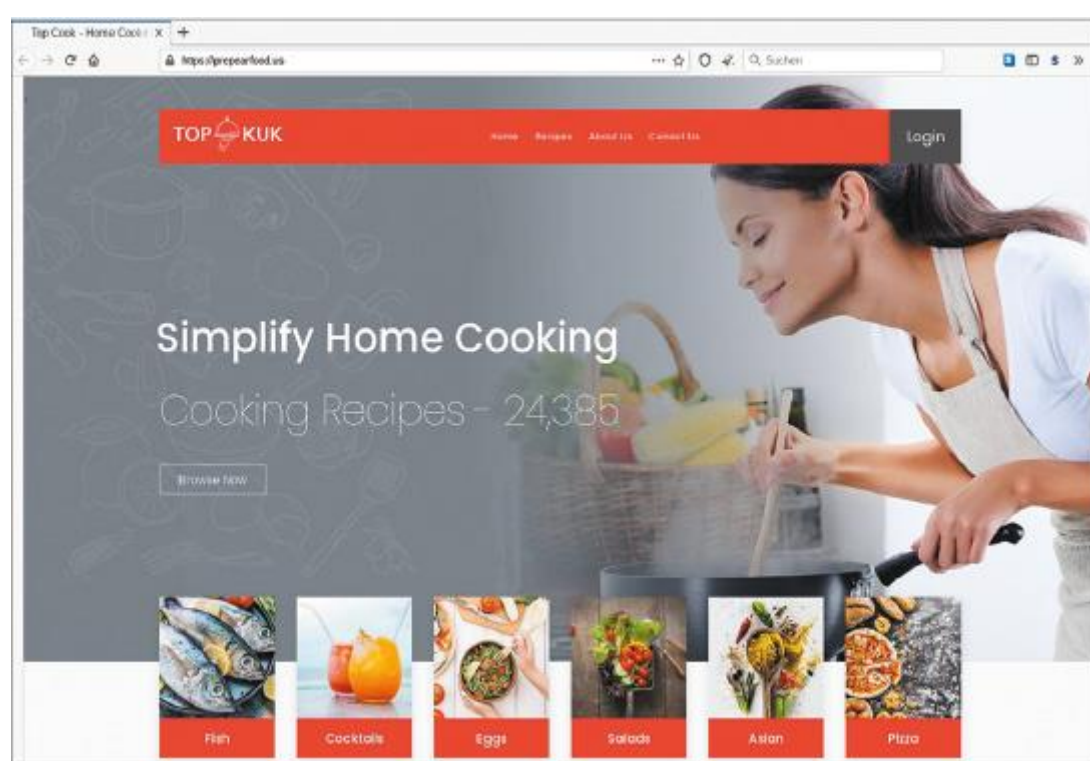 Top Cook - Home Cook
https://prepearfood.us
Suchen
TOP KUK
Home Recipes About Us Contact Us
Login
Simplify Home Cooking
Cooking Recipes - 24,385
Browse Now
Fish
Cocktails
Eggs
Salads
Asian
Pizza